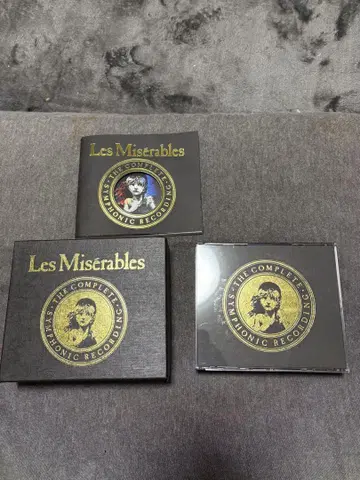 Les Misérables
· THE COMPLETE ·
SYMPHONIC RECORDING
Les Misérables
· THE COMPLETE ·
SYMPHONIC RECORDING
· THE COMPLETE ·
SYMPHONIC RECORDING